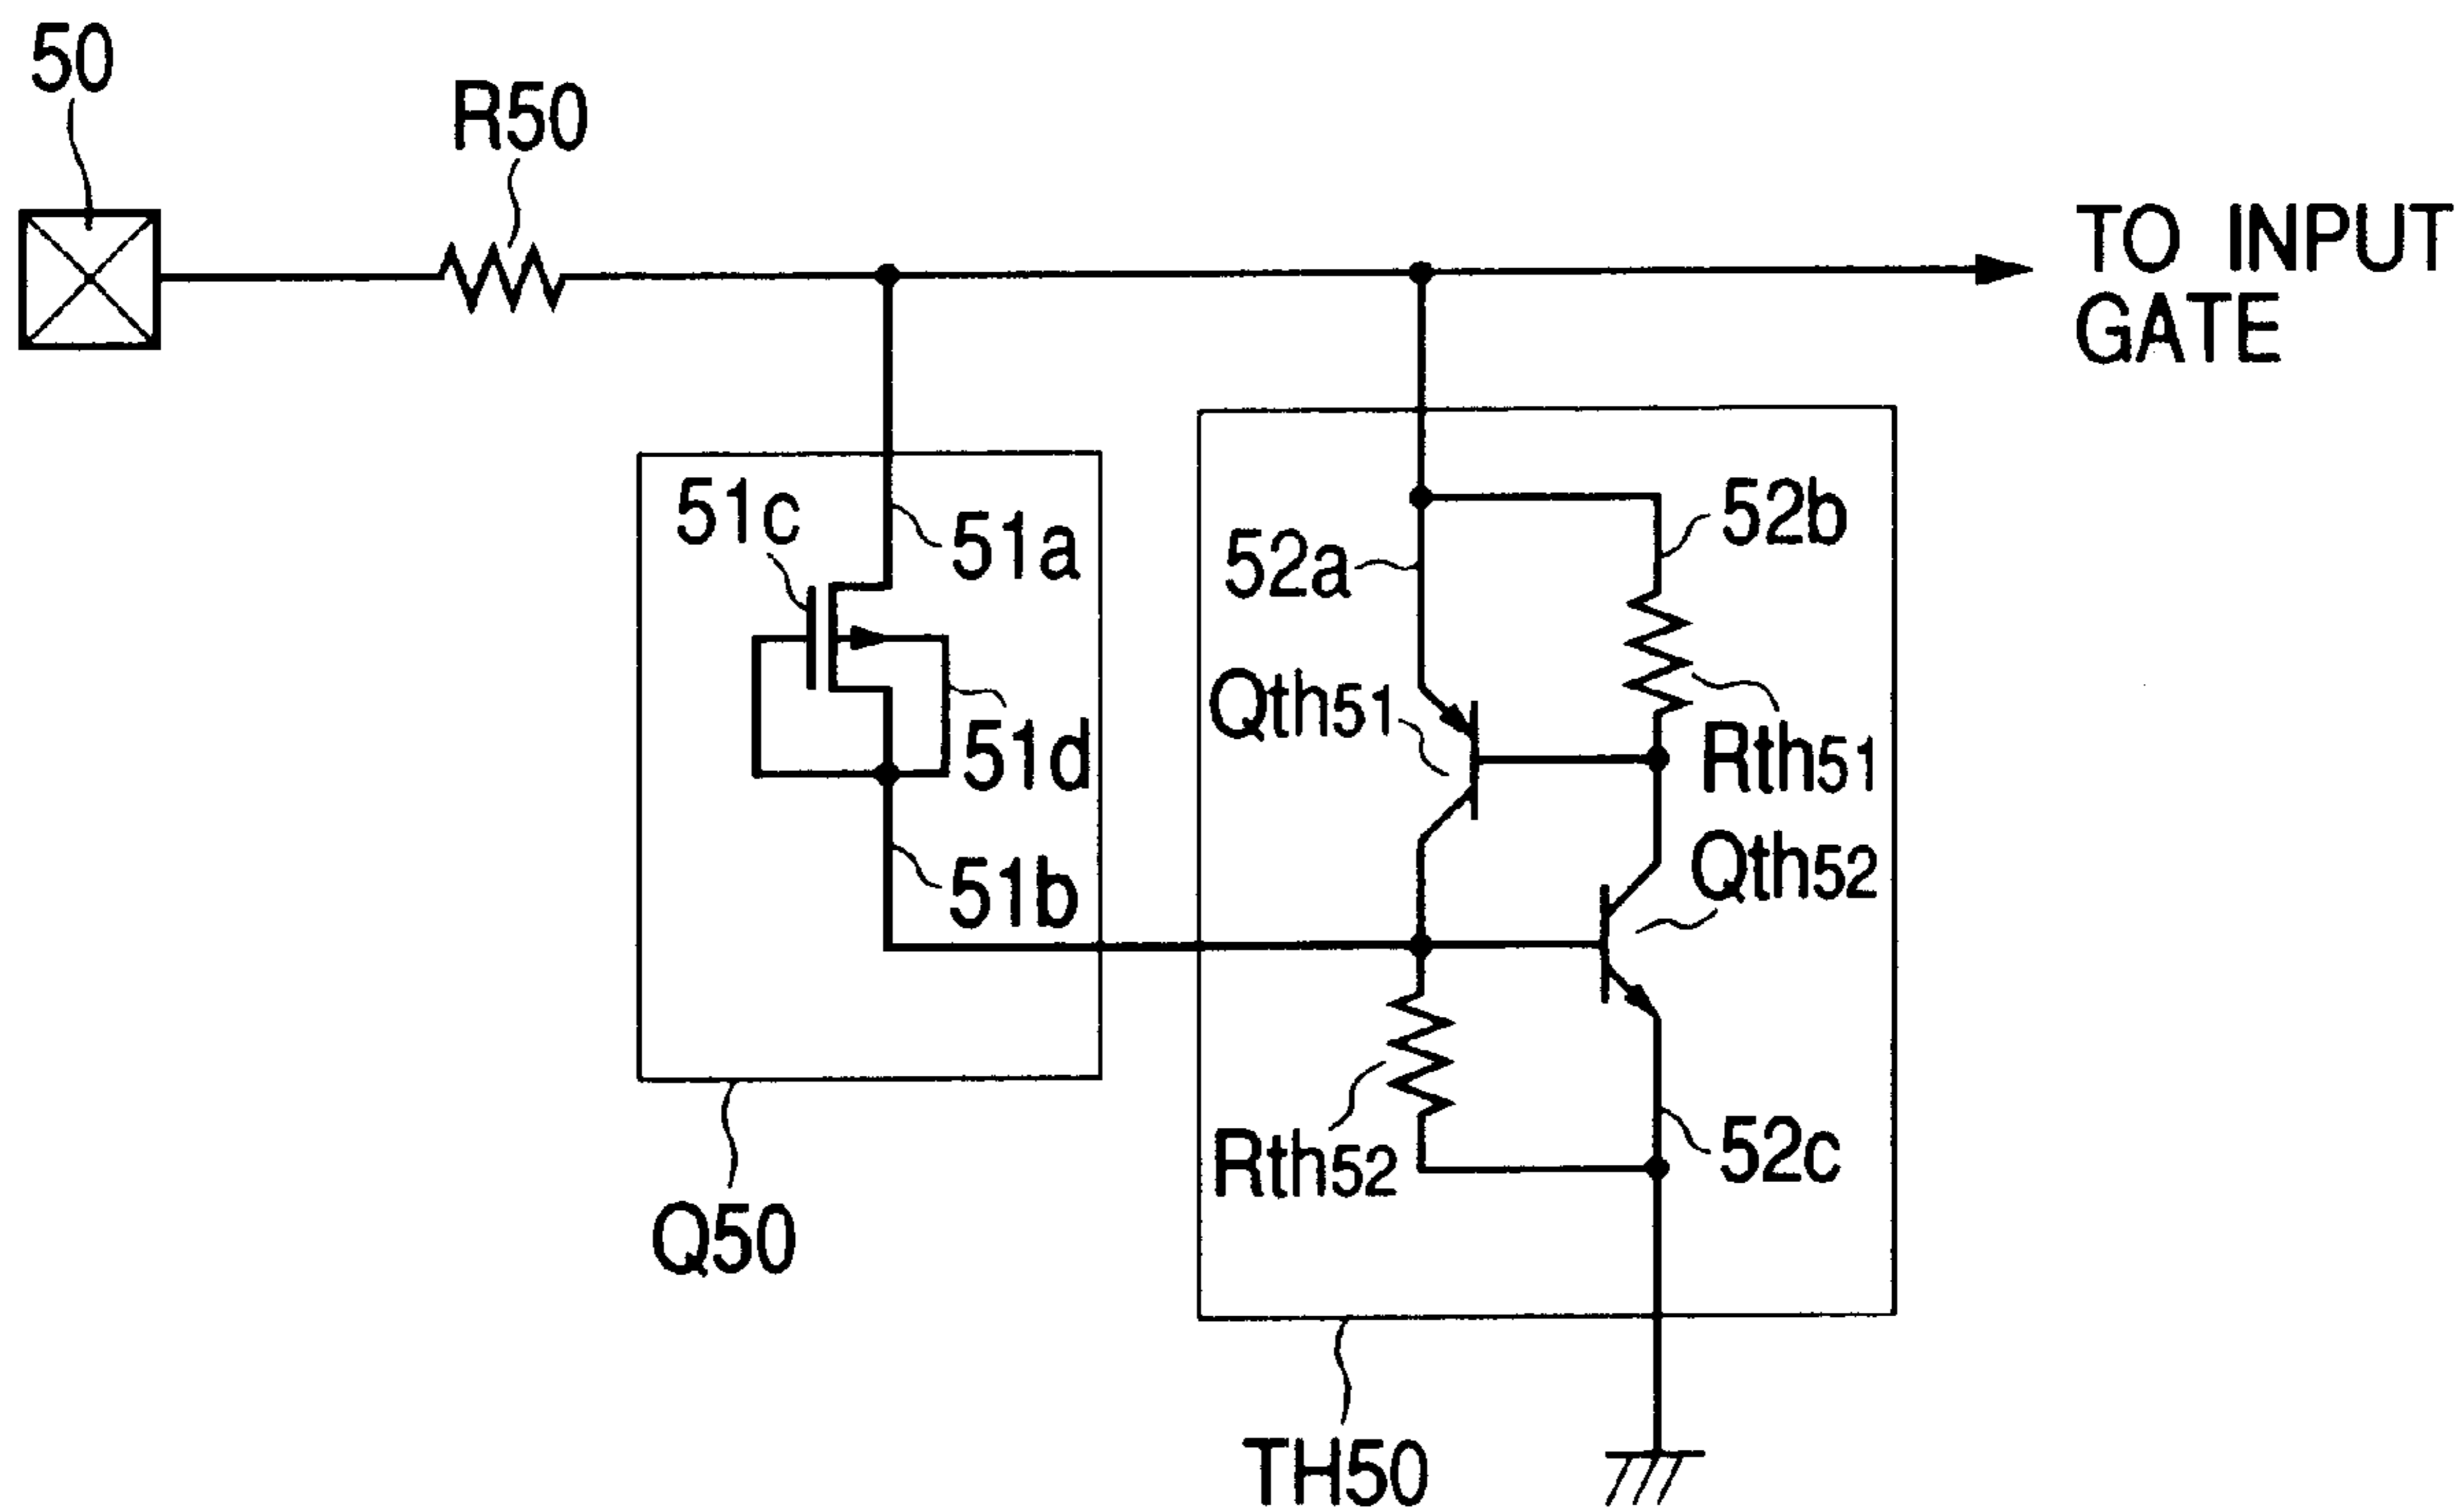 50
R50
TO INPUT
GATE
51c
51a
52b
52a
Qth51
51d
Rth51
51b
Qth52
Rth52
52c
Q50
TH50